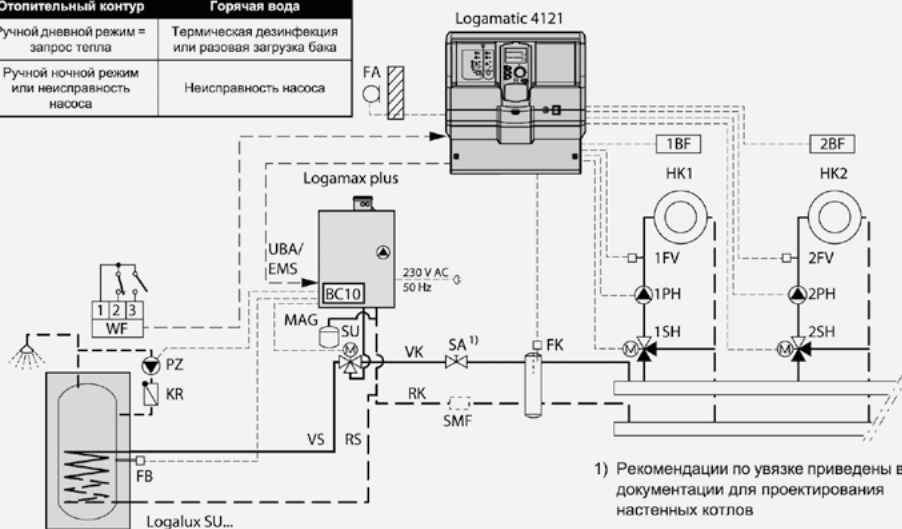 Отопительный контур
Горячая вода
Ручной дневной режим =
запрос тепла
Термическая дезинфекция
или разовая загрузка бака
Ручной ночной режим
или неисправность
насоса
Неисправность насоса
Logamatic 4121
FA
1BF
2BF
HK1
HK2
Logamax plus
UBA/
EMS
230 V AC
50 Hz
BC10
1FV
2FV
1PH
2PH
1SH
2SH
M
M
1 2 3
WF
MAG
SU
M
SA 1)
FK
VK
PZ
KR
RK
SMF
VS
RS
FB
Logalux SU...
1) Рекомендации по увязке приведены в
документации для проектирования
настенных котлов